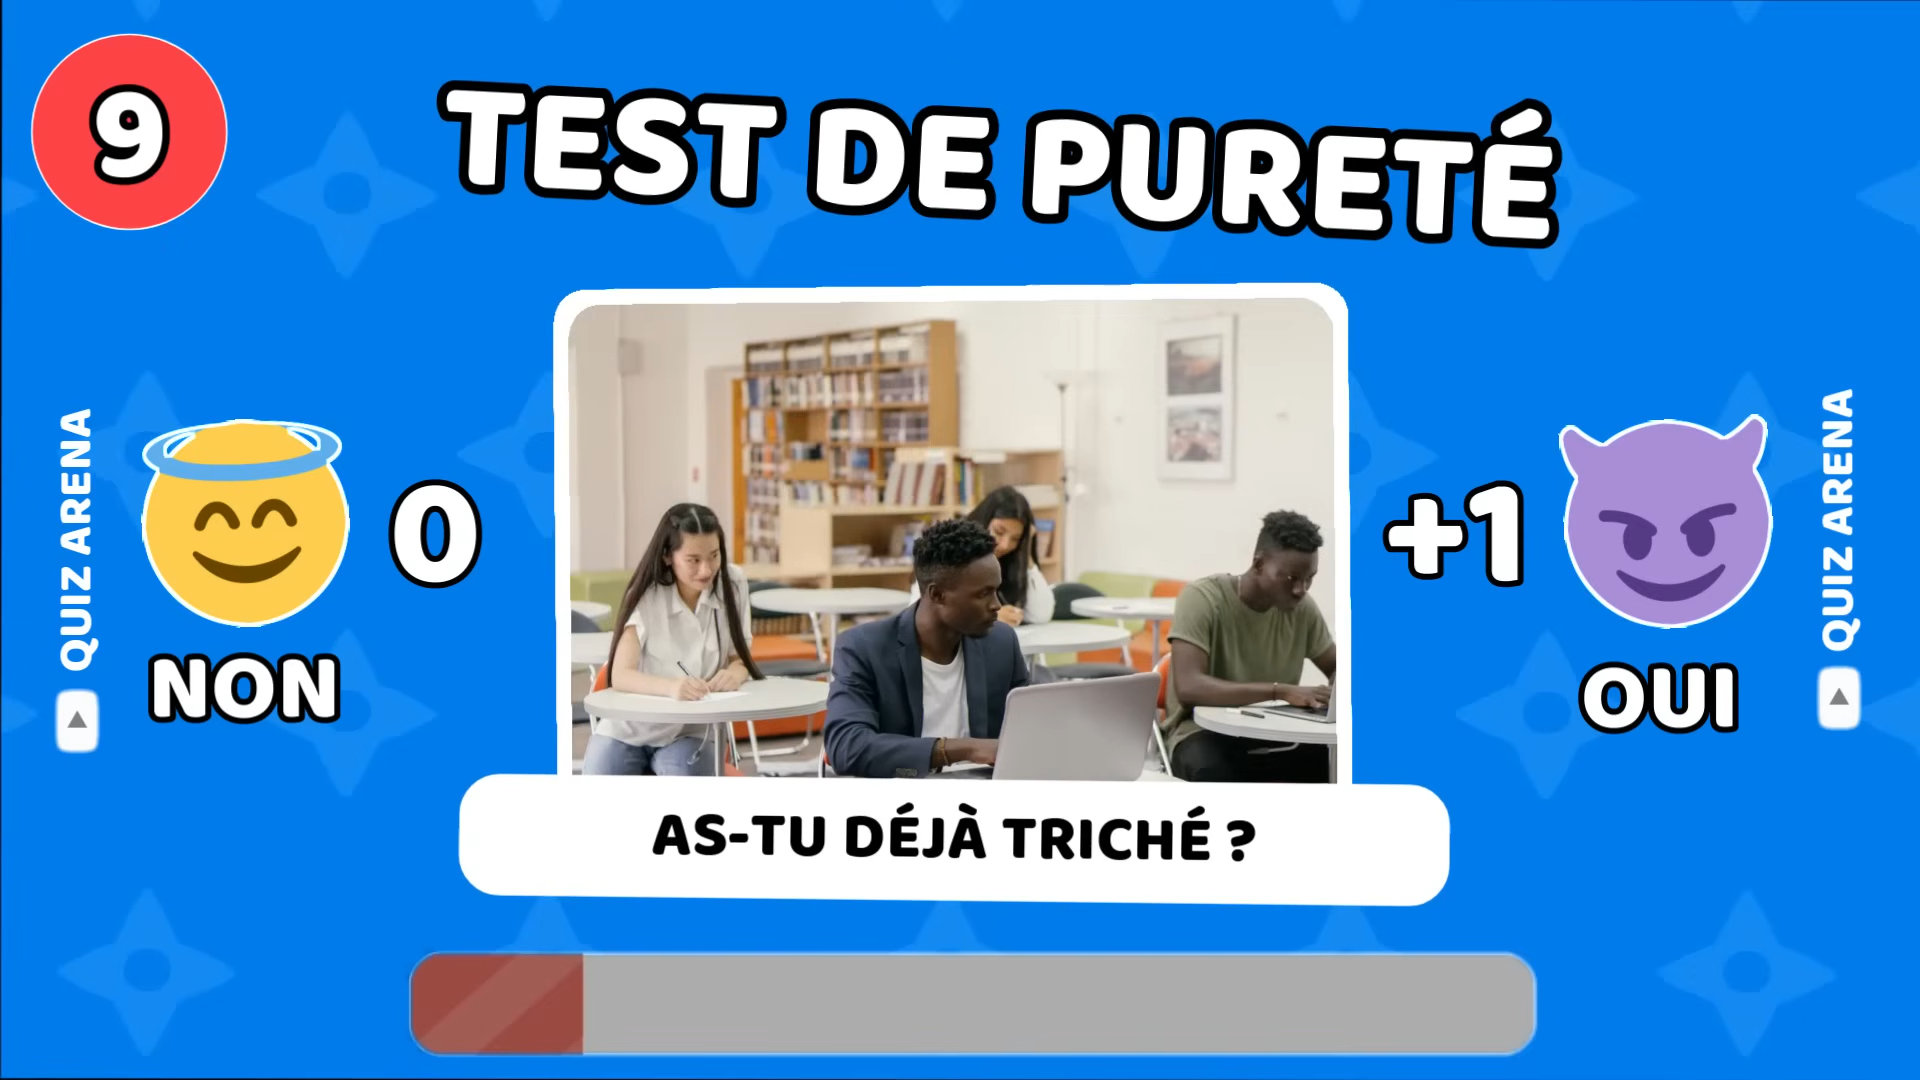 9
TEST DE PURETÉ
QUIZ ARENA
0
NON
+1
OUI
QUIZ ARENA
AS-TU DÉJÀ TRICHÉ ?